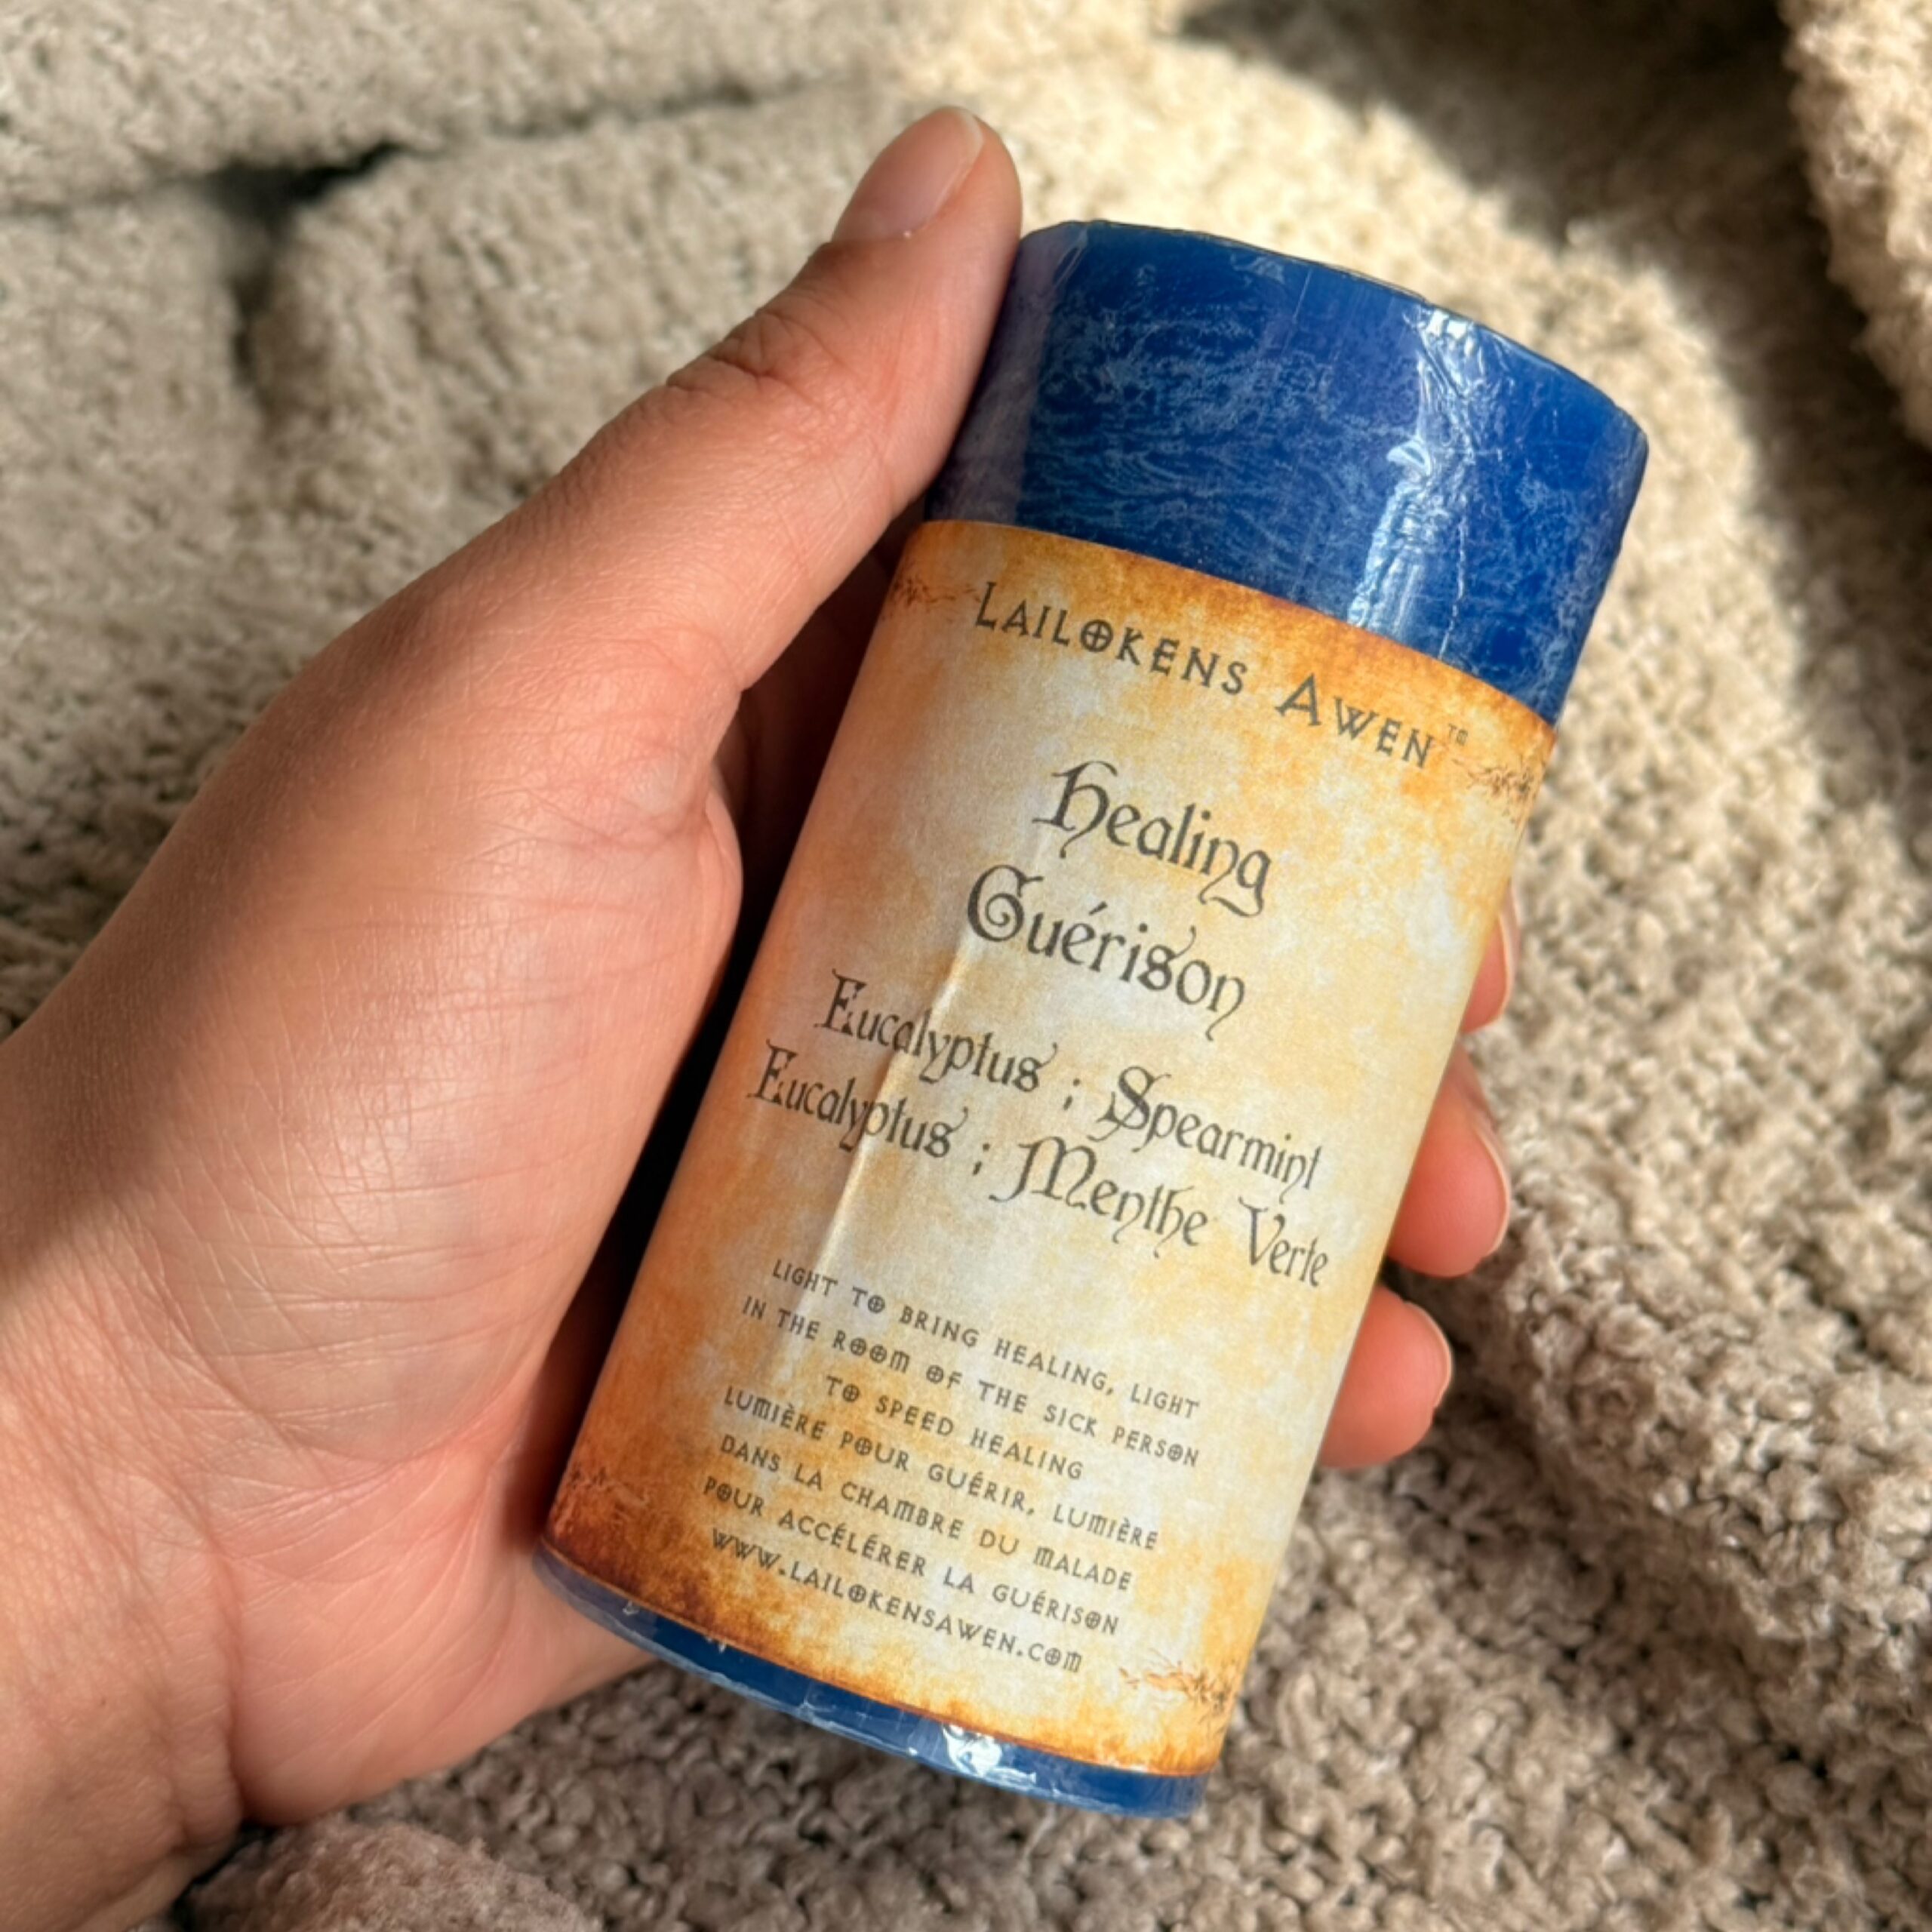 LAILOKENS AWEN™
Healing
Guérison
Eucalyptus ; Spearmint
Eucalyptus ; Menthe Verte
LIGHT TO BRING HEALING, LIGHT
IN THE ROOM OF THE SICK PERSON
TO SPEED HEALING
LUMIÈRE POUR GUÉRIR, LUMIÈRE
DANS LA CHAMBRE DU MALADE
POUR ACCÉLÉRER LA GUÉRISON
WWW.LAILOKENSAWEN.COM